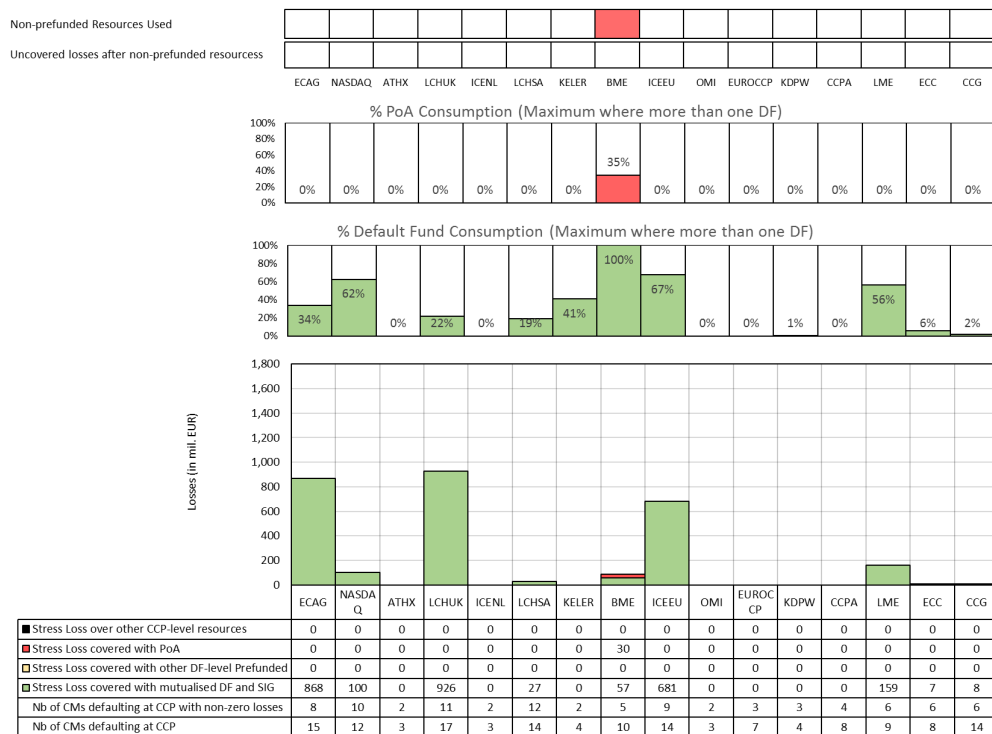 Non-prefunded Resources Used
Uncovered losses after non-prefunded resourcess
ECAG NASDAQ ATHX LCHUK ICENL LCHSA KELER BME ICEEU OMI EUROCCP KDPW CCPA LME ECC CCG
% PoA Consumption (Maximum where more than one DF)
100%
80%
60%
40%
20%
0%
0% 0% 0% 0% 0% 0% 0% 35% 0% 0% 0% 0% 0% 0% 0% 0%
% Default Fund Consumption (Maximum where more than one DF)
100%
80%
60%
40%
20%
0%
34% 62% 0% 22% 0% 19% 41% 100% 67% 0% 0% 1% 0% 56% 6% 2%
Losses (in mil. EUR)
1,800
1,600
1,400
1,200
1,000
800
600
400
200
0
ECAG NASDA
Q ATHX LCHUK ICENL LCHSA KELER BME ICEEU OMI EUROC
CP KDPW CCPA LME ECC CCG
Stress Loss over other CCP-level resources 0 0 0 0 0 0 0 0 0 0 0 0 0 0 0 0
Stress Loss covered with PoA 0 0 0 0 0 0 0 30 0 0 0 0 0 0 0 0
Stress Loss covered with other DF-level Prefunded 0 0 0 0 0 0 0 0 0 0 0 0 0 0 0 0
Stress Loss covered with mutualised DF and SIG 868 100 0 926 0 27 0 57 681 0 0 0 0 159 7 8
Nb of CMs defaulting at CCP with non-zero losses 8 10 2 11 2 12 2 5 9 2 3 3 4 6 6 6
Nb of CMs defaulting at CCP 15 12 3 17 3 14 4 10 14 3 7 4 8 9 8 14